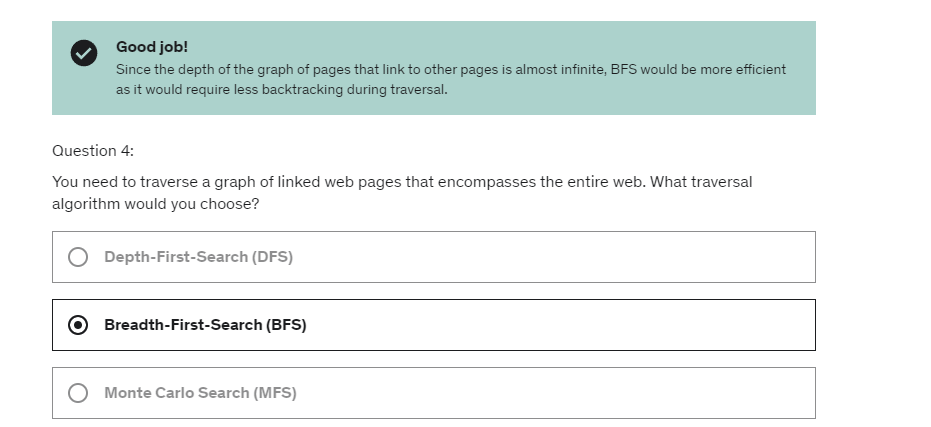 Good job!
Since the depth of the graph of pages that link to other pages is almost infinite, BFS would be more efficient
as it would require less backtracking during traversal.
Question 4:
You need to traverse a graph of linked web pages that encompasses the entire web. What traversal
algorithm would you choose?
Depth-First-Search (DFS)
Breadth-First-Search (BFS)
Monte Carlo Search (MFS)